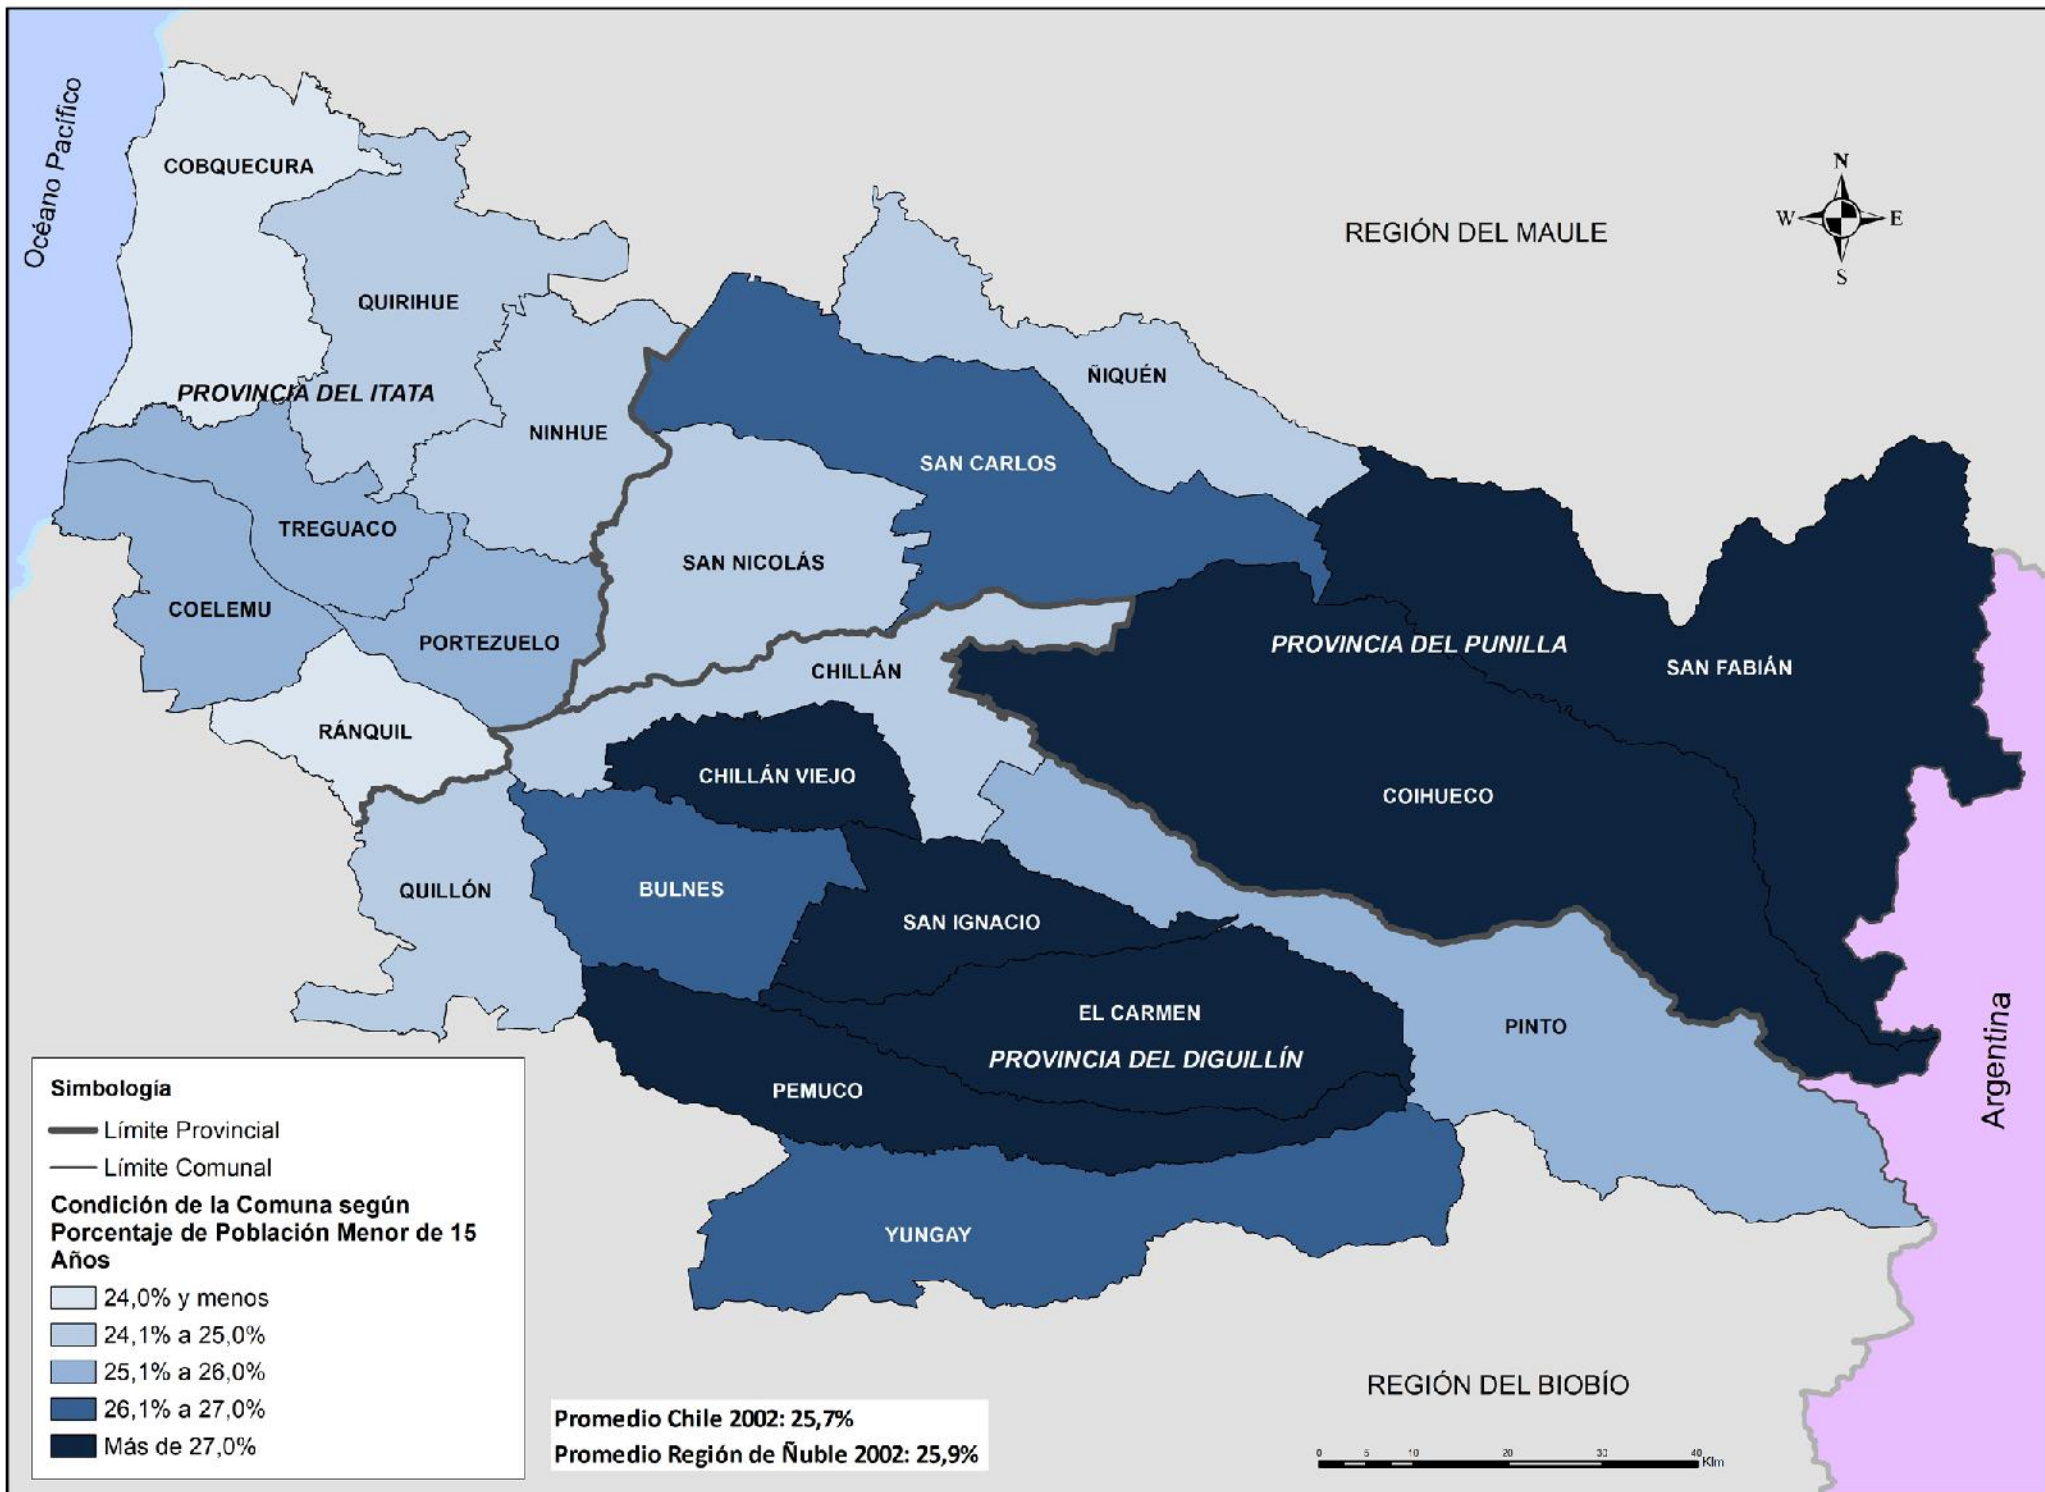 Océano Pacífico
COBQUECURA
REGIÓN DEL MAULE
N
W
E
S
QUIRIHUE
ÑIQUÉN
PROVINCIA DEL ITATA
NINHUE
SAN CARLOS
TREGUACO
SAN NICOLÁS
COELEMU
PORTEZUELO
PROVINCIA DEL PUNILLA
SAN FABIÁN
CHILLÁN
RÁNQUIL
CHILLÁN VIEJO
COIHUECO
QUILLÓN
BULNES
SAN IGNACIO
EL CARMEN
PINTO
PROVINCIA DEL DIGUILLÍN
Argentina
PEMUCO
YUNGAY
Simbología
Límite Provincial
Límite Comunal
Condición de la Comuna según
Porcentaje de Población Menor de 15
Años
24,0% y menos
24,1% a 25,0%
25,1% a 26,0%
26,1% a 27,0%
Más de 27,0%
Promedio Chile 2002: 25,7%
Promedio Región de Ñuble 2002: 25,9%
REGIÓN DEL BIOBÍO
0 5 10 20 30 40
Klm